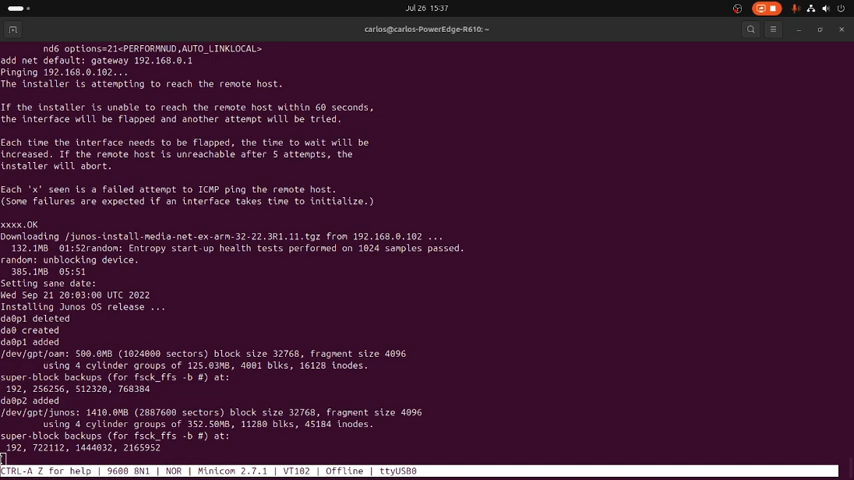 Jul 26 15:37
carlos@carlos-PowerEdge-R610: ~
nd6 options=21<PERFORMNUD,AUTO_LINKLOCAL>
add net default: gateway 192.168.0.1
Pinging 192.168.0.102...
The installer is attempting to reach the remote host.
If the installer is unable to reach the remote host within 60 seconds,
the interface will be flapped and another attempt will be tried.
Each time the interface needs to be flapped, the time to wait will be
increased. If the remote host is unreachable after 5 attempts, the
installer will abort.
Each 'x' seen is a failed attempt to ICMP ping the remote host.
(Some failures are expected if an interface takes time to initialize.)
xxxx.OK
Downloading /junos-install-media-net-ex-arm-32-22.3R1.11.tgz from 192.168.0.102 ...
132.1MB 01:52random: Entropy start-up health tests performed on 1024 samples passed.
random: unblocking device.
385.1MB 05:51
Setting sane date:
Wed Sep 21 20:03:00 UTC 2022
Installing Junos OS release ...
da0p1 deleted
da0 created
da0p1 added
/dev/gpt/oam: 500.0MB (1024000 sectors) block size 32768, fragment size 4096
using 4 cylinder groups of 125.03MB, 4001 blks, 16128 inodes.
super-block backups (for fsck_ffs -b #) at:
192, 256256, 512320, 768384
da0p2 added
/dev/gpt/junos: 1410.0MB (2887600 sectors) block size 32768, fragment size 4096
using 4 cylinder groups of 352.50MB, 11280 blks, 45184 inodes.
super-block backups (for fsck_ffs -b #) at:
192, 722112, 1444032, 2165952
CTRL-A Z for help | 9600 8N1 | NOR | Minicom 2.7.1 | VT102 | Offline | ttyUSB0